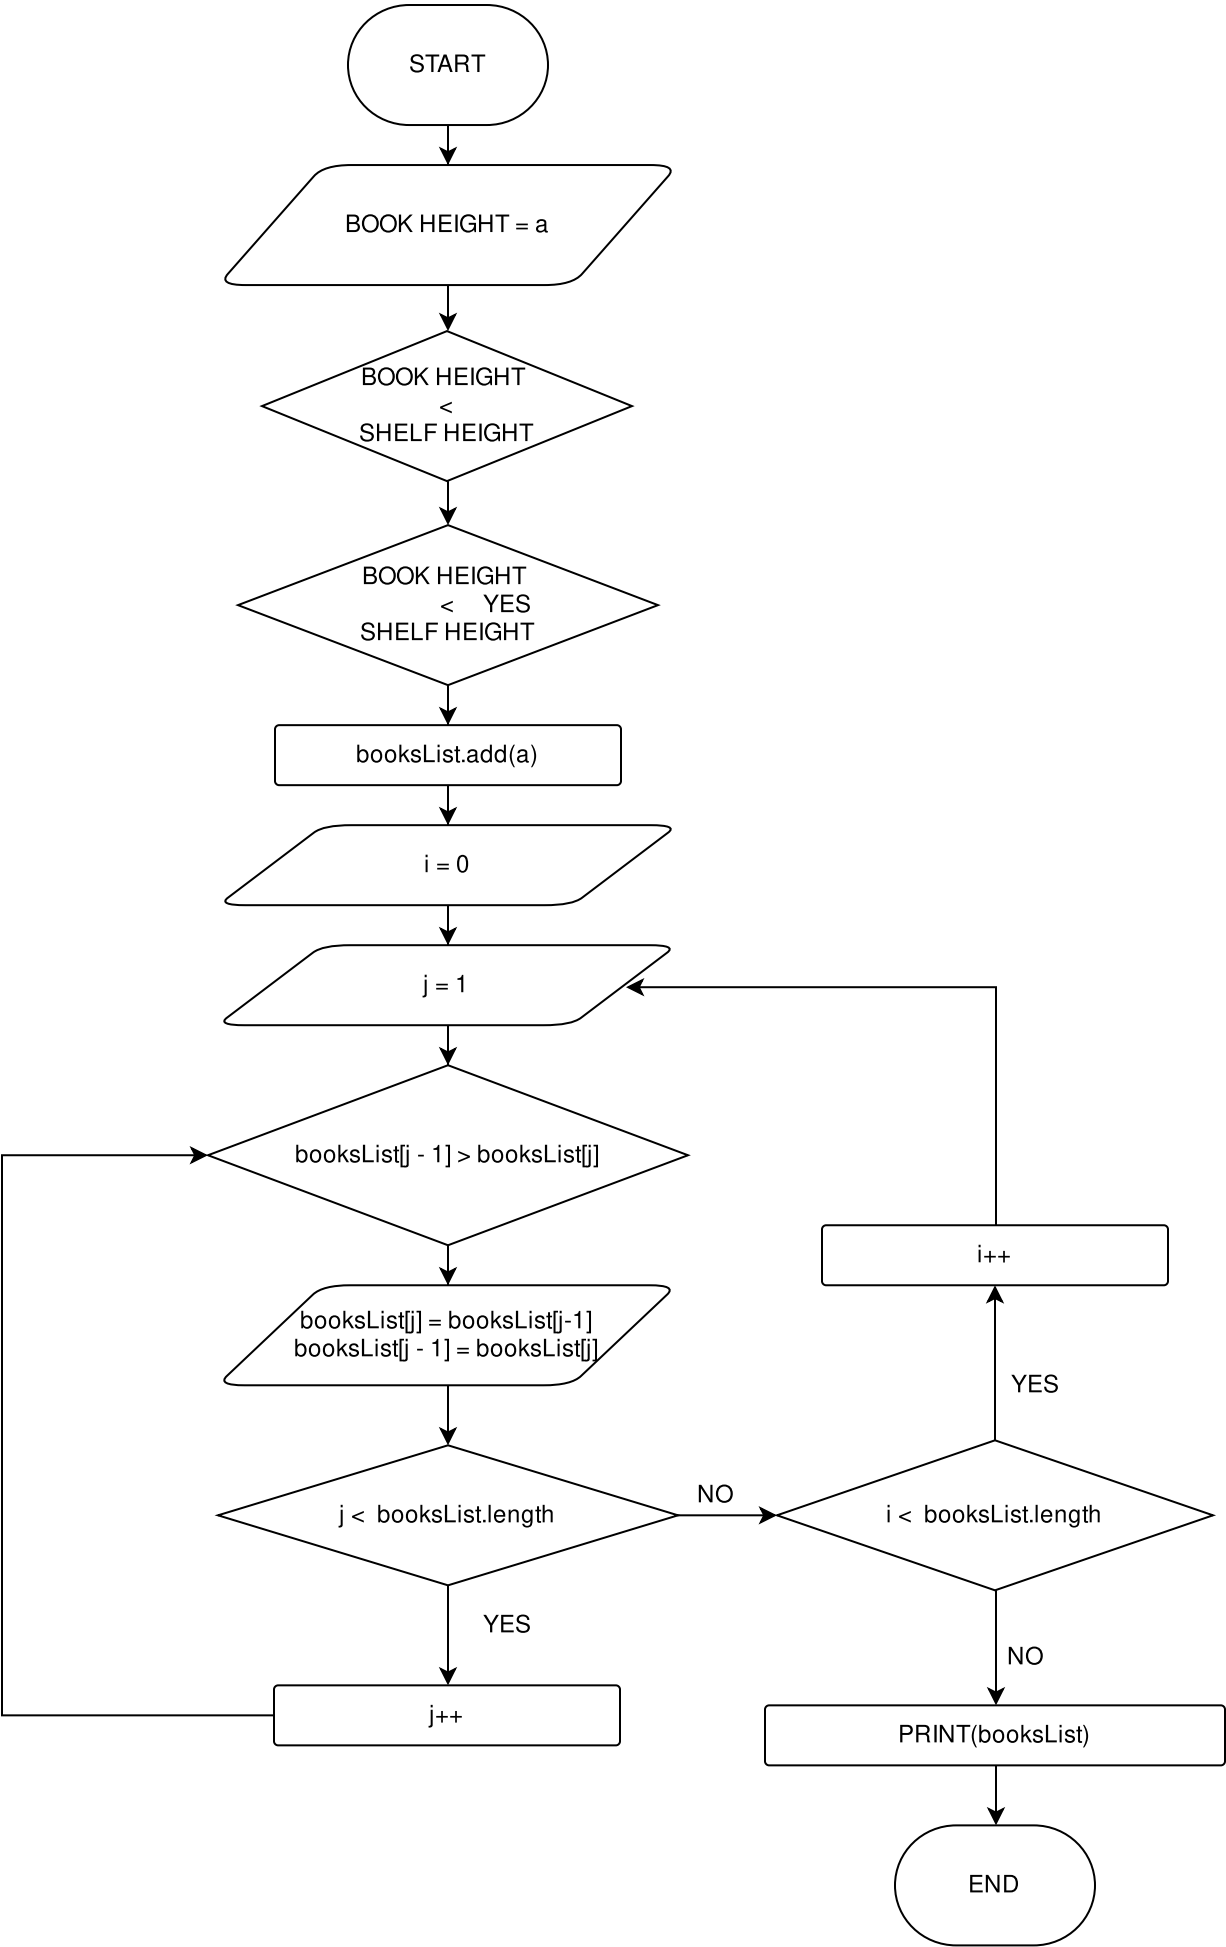 START
BOOK HEIGHT = a
BOOK HEIGHT
<
SHELF HEIGHT
BOOK HEIGHT
< YES
SHELF HEIGHT
booksList.add(a)
i = 0
j = 1
booksList[j - 1] > booksList[j]
booksList[j] = booksList[j-1]
booksList[j - 1] = booksList[j]
j < booksList.length
YES
j++
NO
i < booksList.length
YES
i++
NO
PRINT(booksList)
END